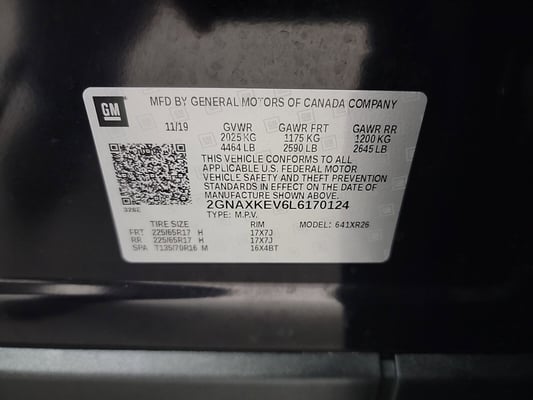 GM
MFD BY GENERAL MOTORS OF CANADA COMPANY
11/19 GVWR GAWR FRT GAWR RR
2025 KG 1175 KG 1200 KG
4464 LB 2590 LB 2645 LB
THIS VEHICLE CONFORMS TO ALL
APPLICABLE U.S. FEDERAL MOTOR
VEHICLE SAFETY AND THEFT PREVENTION
STANDARDS IN EFFECT ON THE DATE OF
MANUFACTURE SHOWN ABOVE.
2GNAXKEV6L6170124
TYPE: M.P.V. MODEL: 641XR26
TIRE SIZE RIM
FRT 225/65R17 H 17X7J
RR 225/65R17 H 17X7J
SPA T135/70R16 M 16X4BT